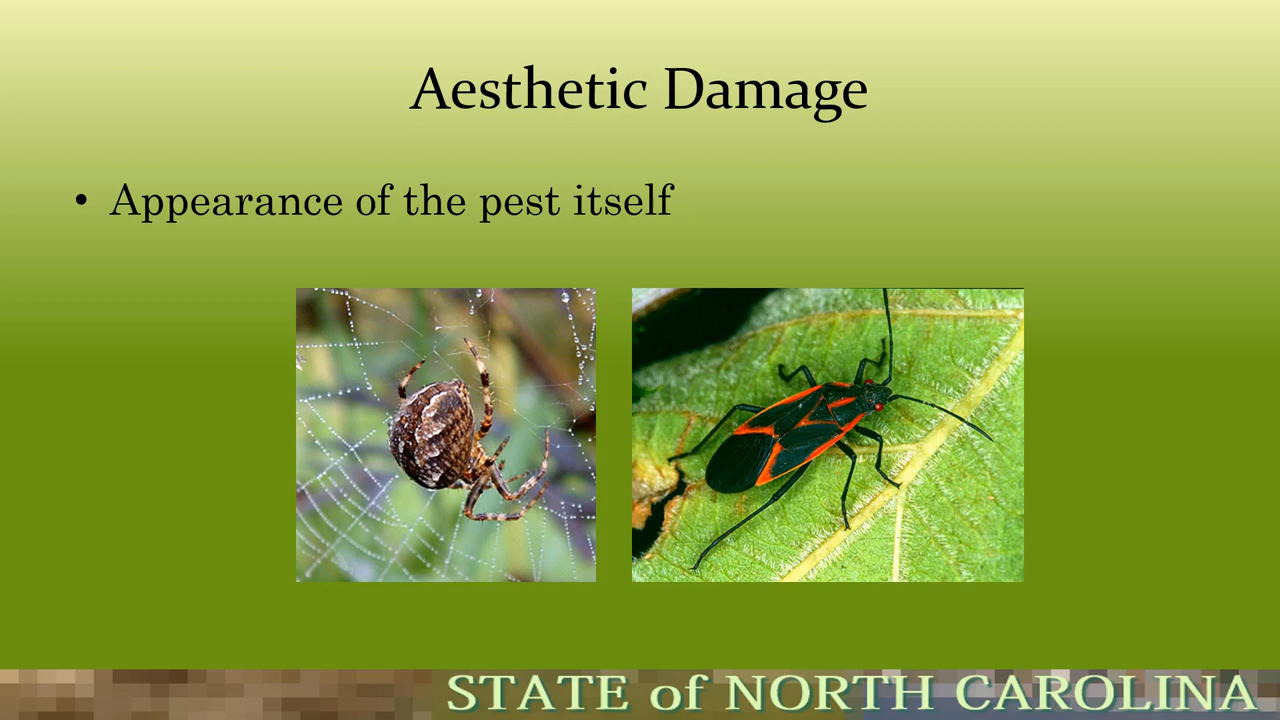 Aesthetic Damage
• Appearance of the pest itself
STATE of NORTH CAROLINA